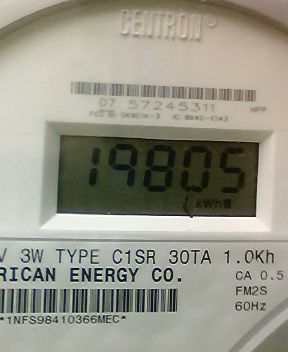 CENTRON®
07 57245311
19805
kWh
V 3W TYPE C1SR 30TA 1.0Kh
RICAN ENERGY CO.
CA 0.5
FM2S
60Hz
*1NFS98410366MEC*